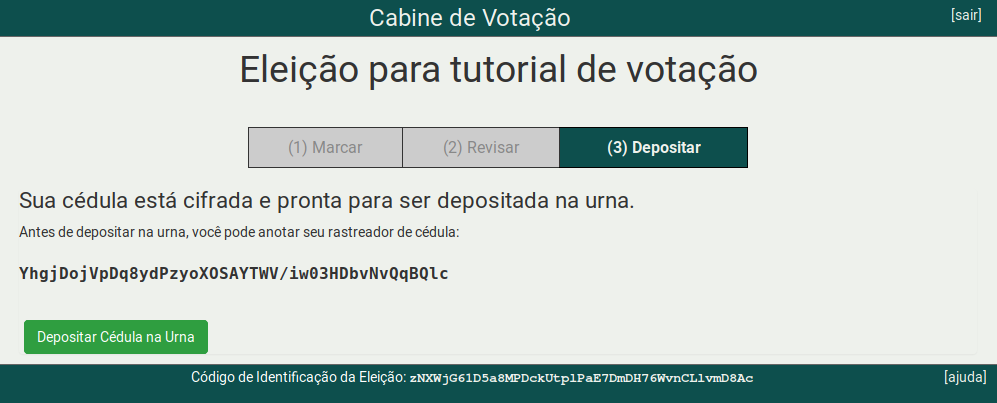 Cabine de Votação
[sair]
Eleição para tutorial de votação
(1) Marcar
(2) Revisar
(3) Depositar
Sua cédula está cifrada e pronta para ser depositada na urna.
Antes de depositar na urna, você pode anotar seu rastreador de cédula:
YhgjDojVpDq8ydPzyoXOSAYTWV/iw03HDbvNvQqBQlc
Depositar Cédula na Urna
Código de Identificação da Eleição: zNXWjG61D5a8MPDckUtplPaE7DmDH76WvnCLlvmD8Ac
[ajuda]